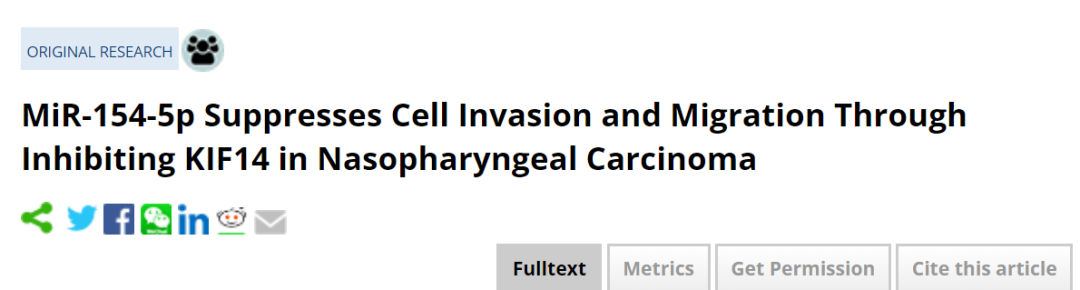 ORIGINAL RESEARCH
MiR-154-5p Suppresses Cell Invasion and Migration Through
Inhibiting KIF14 in Nasopharyngeal Carcinoma
Fulltext Metrics Get Permission Cite this article